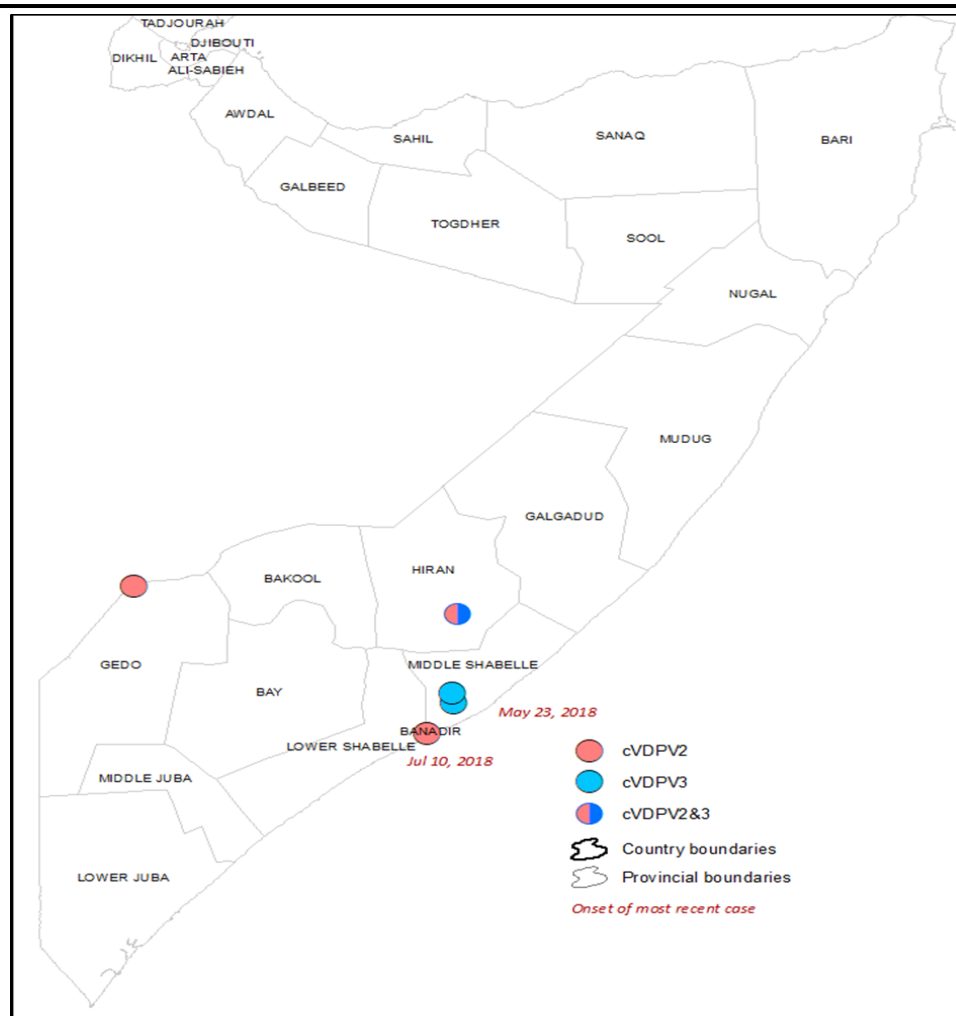 TADJOURAH
DJIBOUTI
DIKHIL
ARTA
ALI-SABIEH
AWDAL
SAHIL
SANAQ
BARI
GALBEED
TOGDHER
SOOL
NUGAL
MUDUG
GALGADUD
HIRAN
BAKOOL
GEDO
MIDDLE SHABELLE
BAY
May 23, 2018
BANADIR
LOWER SHABELLE
Jul 10, 2018
MIDDLE JUBA
LOWER JUBA
cVDPV2
cVDPV3
cVDPV2&3
Country boundaries
Provincial boundaries
Onset of most recent case